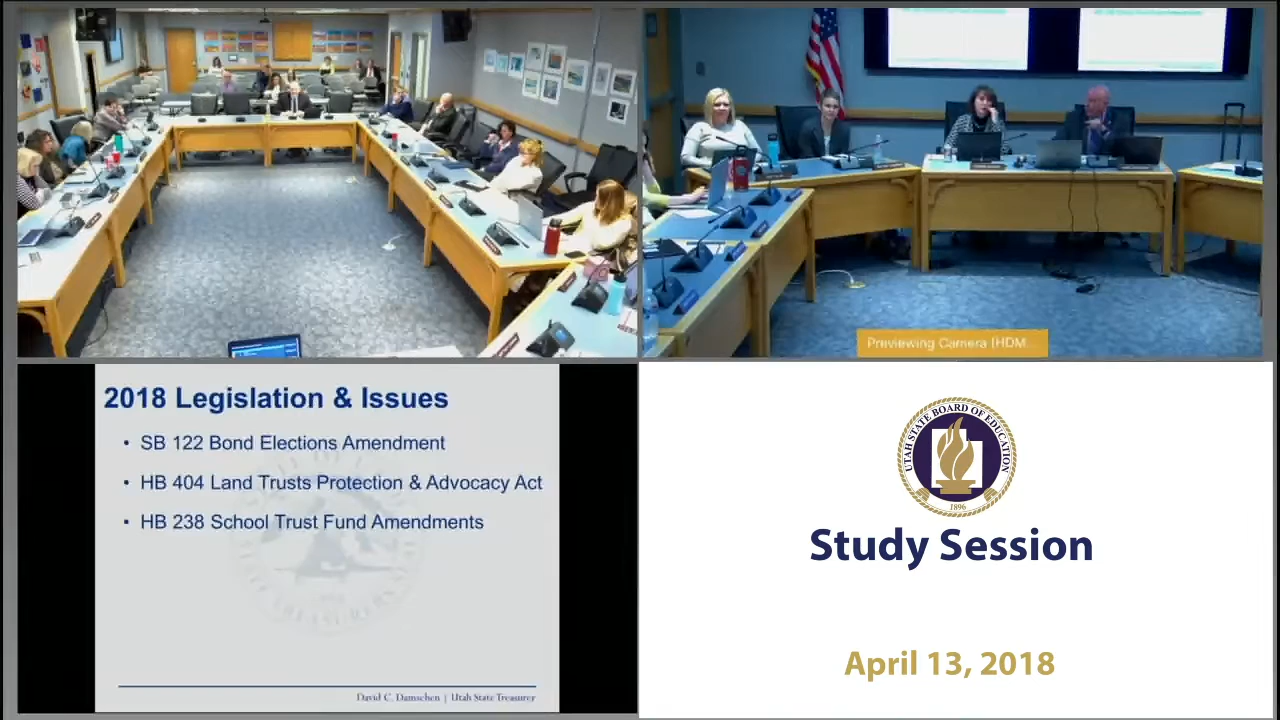 Previewing Camera (HDM...
2018 Legislation & Issues
• SB 122 Bond Elections Amendment
• HB 404 Land Trusts Protection & Advocacy Act
• HB 238 School Trust Fund Amendments
David C. Damschen | Utah State Treasurer
UTAH STATE BOARD OF EDUCATION
1896
Study Session
April 13, 2018